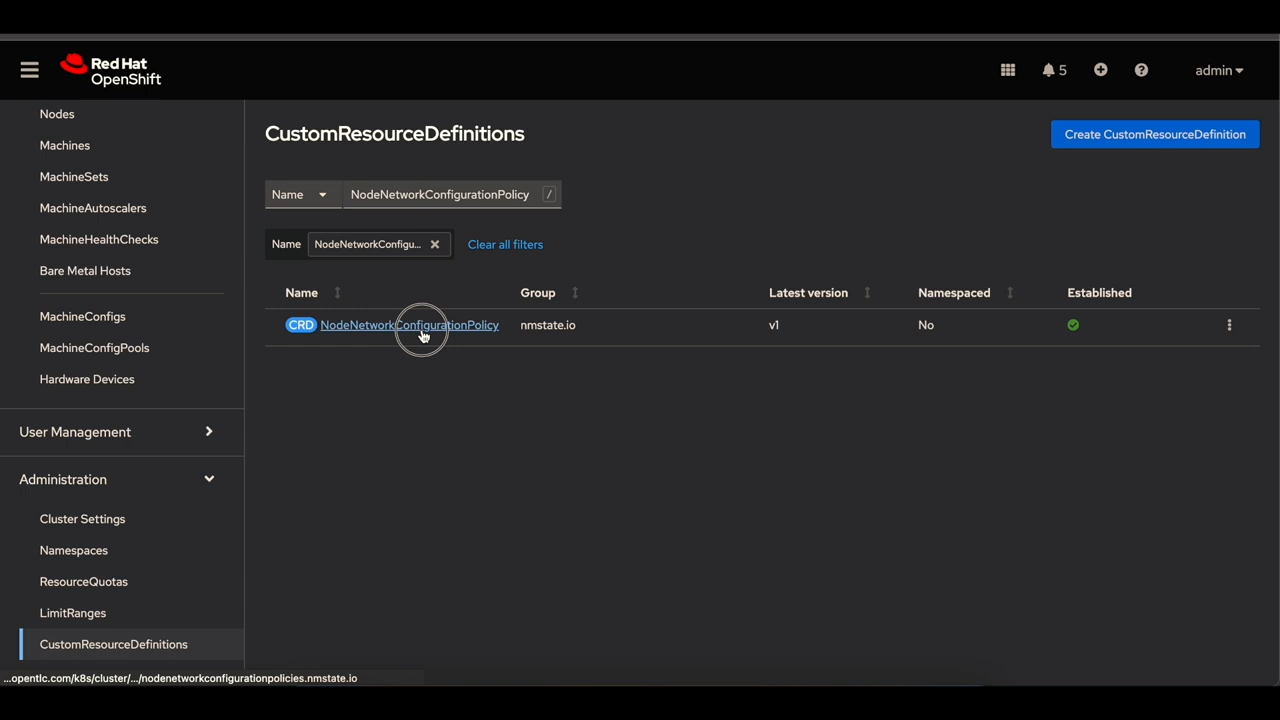 Red Hat
OpenShift
5
admin
Nodes
Machines
MachineSets
MachineAutoscalers
MachineHealthChecks
Bare Metal Hosts
MachineConfigs
MachineConfigPools
Hardware Devices
User Management
Administration
Cluster Settings
Namespaces
ResourceQuotas
LimitRanges
CustomResourceDefinitions
CustomResourceDefinitions
Create CustomResourceDefinition
Name NodeNetworkConfigurationPolicy /
Name NodeNetworkConfigu... Clear all filters
Name Group Latest version Namespaced Established
CRD NodeNetworkConfigurationPolicy nmstate.io v1 No
...opentlc.com/k8s/cluster/.../nodenetworkconfigurationpolicies.nmstate.io